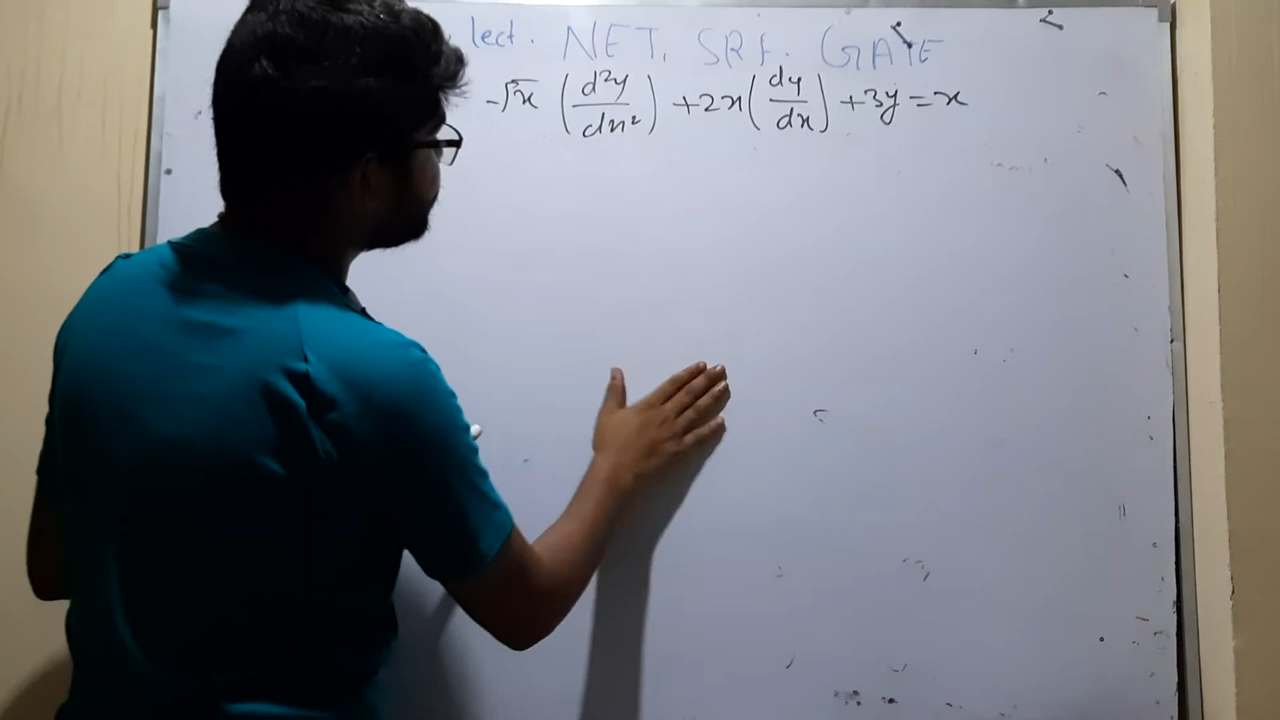 lect. NET, SRF. GATE
-√x (d²y/dx²) +2x(dy/dx) +3y=x